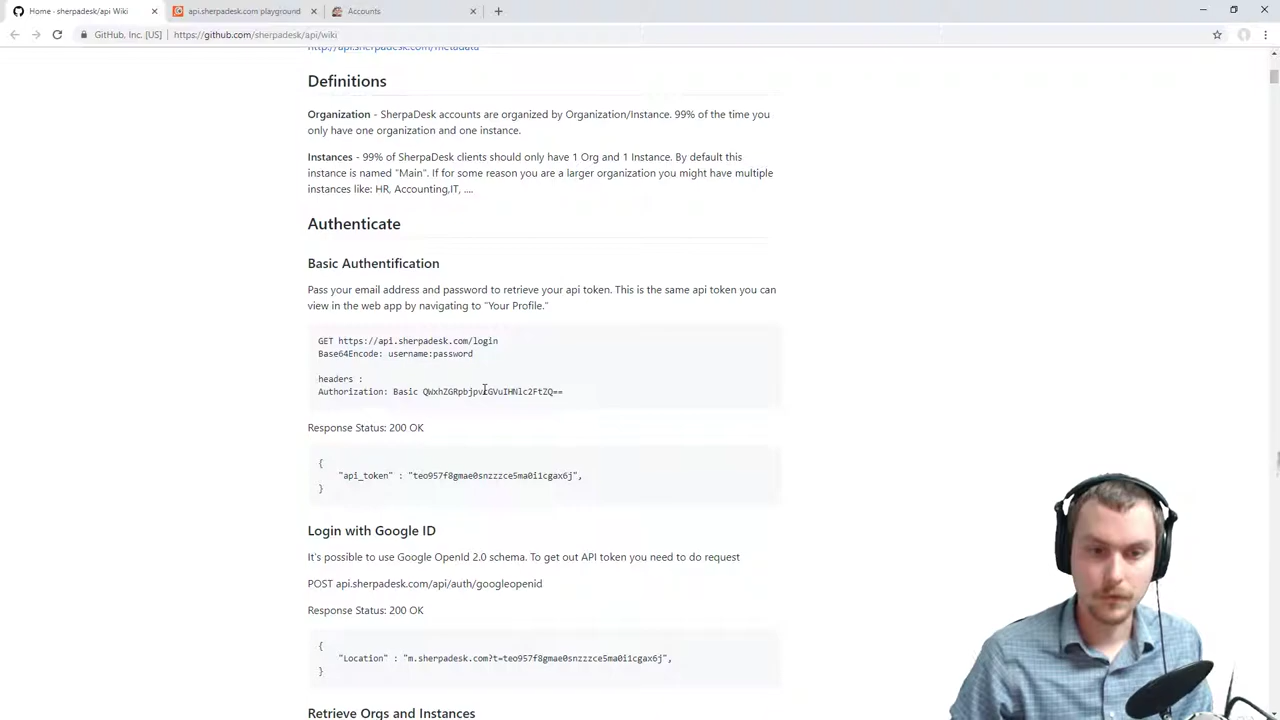 Home · sherpadesk/api Wiki
api.sherpadesk.com playground
Accounts
GitHub, Inc. [US]
https://github.com/sherpadesk/api/wiki
http://api.sherpadesk.com/metadata
Definitions
Organization - SherpaDesk accounts are organized by Organization/Instance. 99% of the time you
only have one organization and one instance.
Instances - 99% of SherpaDesk clients should only have 1 Org and 1 Instance. By default this
instance is named "Main". If for some reason you are a larger organization you might have multiple
instances like: HR, Accounting,IT, ....
Authenticate
Basic Authentification
Pass your email address and password to retrieve your api token. This is the same api token you can
view in the web app by navigating to "Your Profile."
GET https://api.sherpadesk.com/login
Base64Encode: username:password
headers :
Authorization: Basic QWxhZGRpbjpvcGVuIHNlc2FtZQ==
Response Status: 200 OK
{
"api_token" : "teo957f8gmae0snzzzce5ma0i1cgax6j",
}
Login with Google ID
It's possible to use Google OpenId 2.0 schema. To get out API token you need to do request
POST api.sherpadesk.com/api/auth/googleopenid
Response Status: 200 OK
{
"Location" : "m.sherpadesk.com?t=teo957f8gmae0snzzzce5ma0i1cgax6j",
}
Retrieve Orgs and Instances